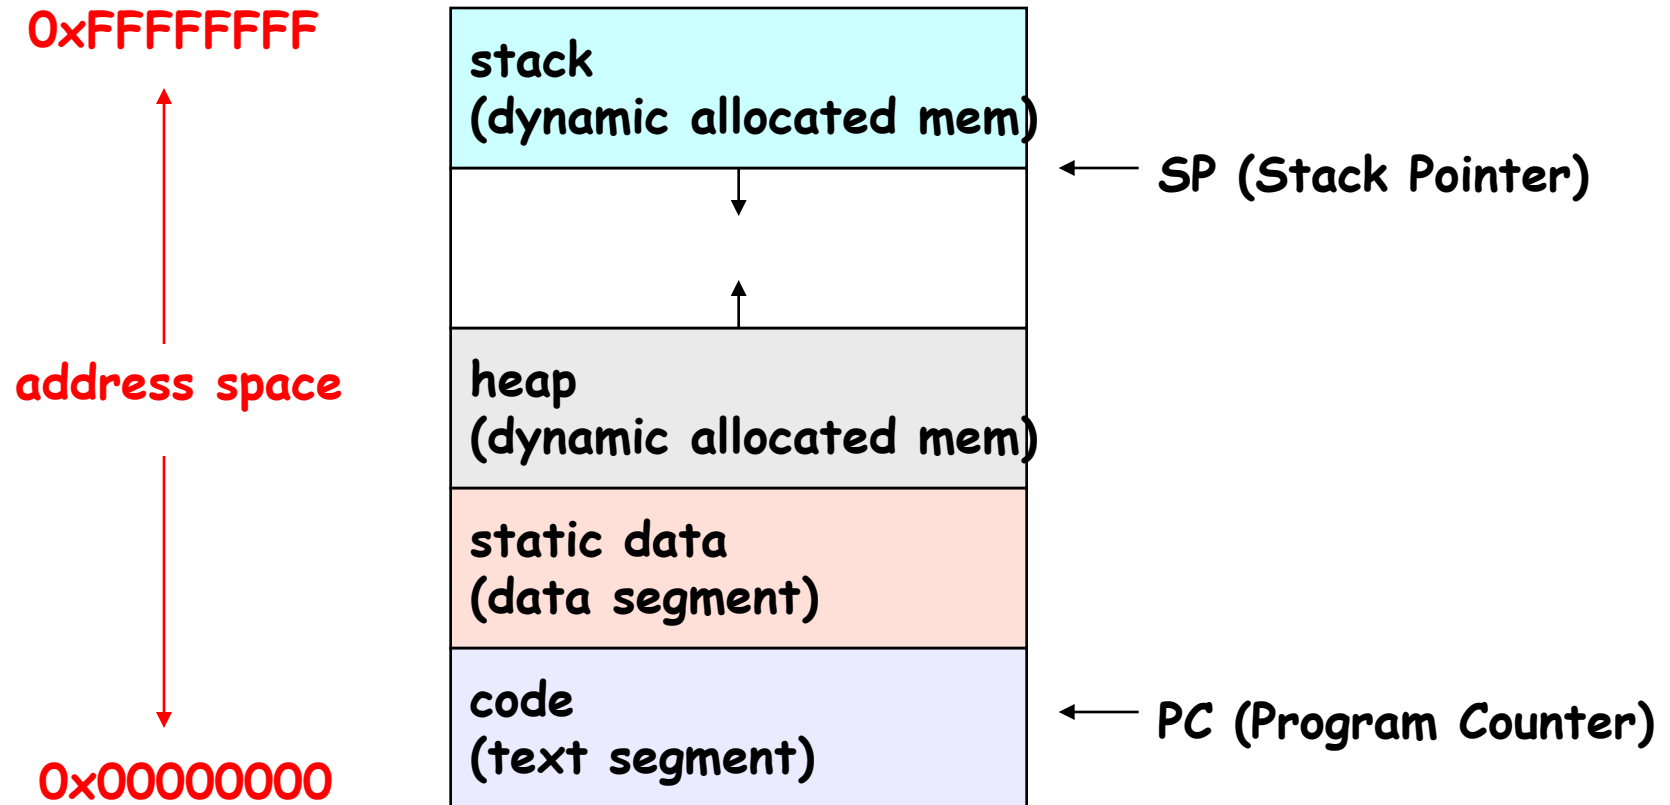 0xFFFFFFFF
stack
(dynamic allocated mem)
SP (Stack Pointer)
address space
heap
(dynamic allocated mem)
static data
(data segment)
code
(text segment)
PC (Program Counter)
0x00000000